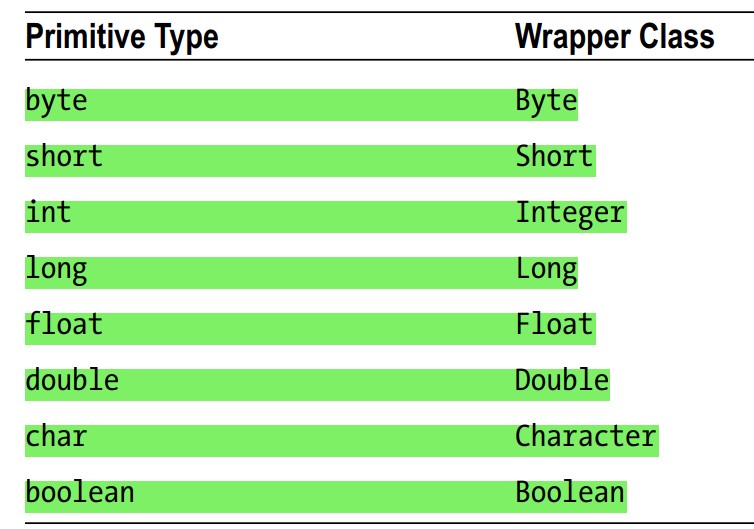 Primitive Type Wrapper Class
byte Byte
short Short
int Integer
long Long
float Float
double Double
char Character
boolean Boolean